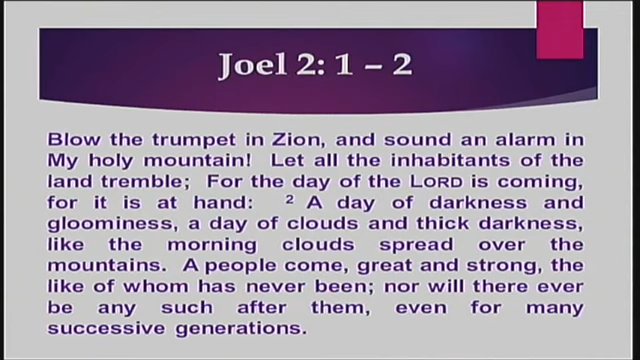 Joel 2: 1 – 2
Blow the trumpet in Zion, and sound an alarm in
My holy mountain! Let all the inhabitants of the
land tremble; For the day of the LORD is coming,
for it is at hand: 2 A day of darkness and
gloominess, a day of clouds and thick darkness,
like the morning clouds spread over the
mountains. A people come, great and strong, the
like of whom has never been; nor will there ever
be any such after them, even for many
successive generations.